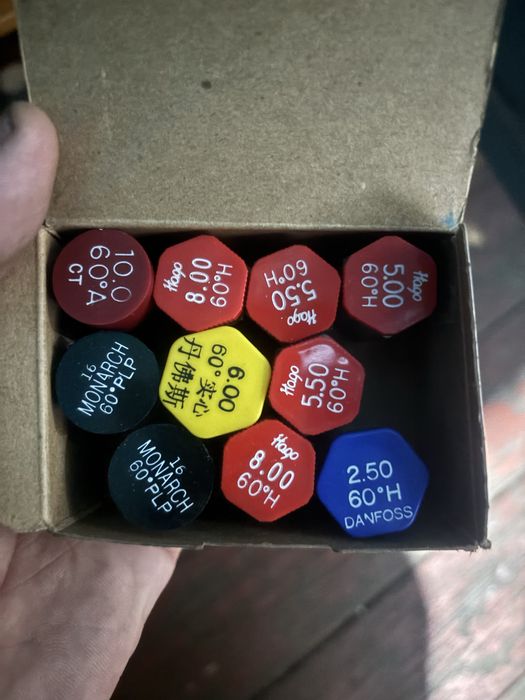 10.0
60°A
CT
Hago
8.00
60°H
Hago
5.50
60°H
Hago
5.00
60°H
16
MONARCH
60°PLP
6.00
60°实心
丹佛斯
Hago
5.50
60°H
16
MONARCH
60°PLP
Hago
8.00
60°H
2.50
60°H
DANFOSS